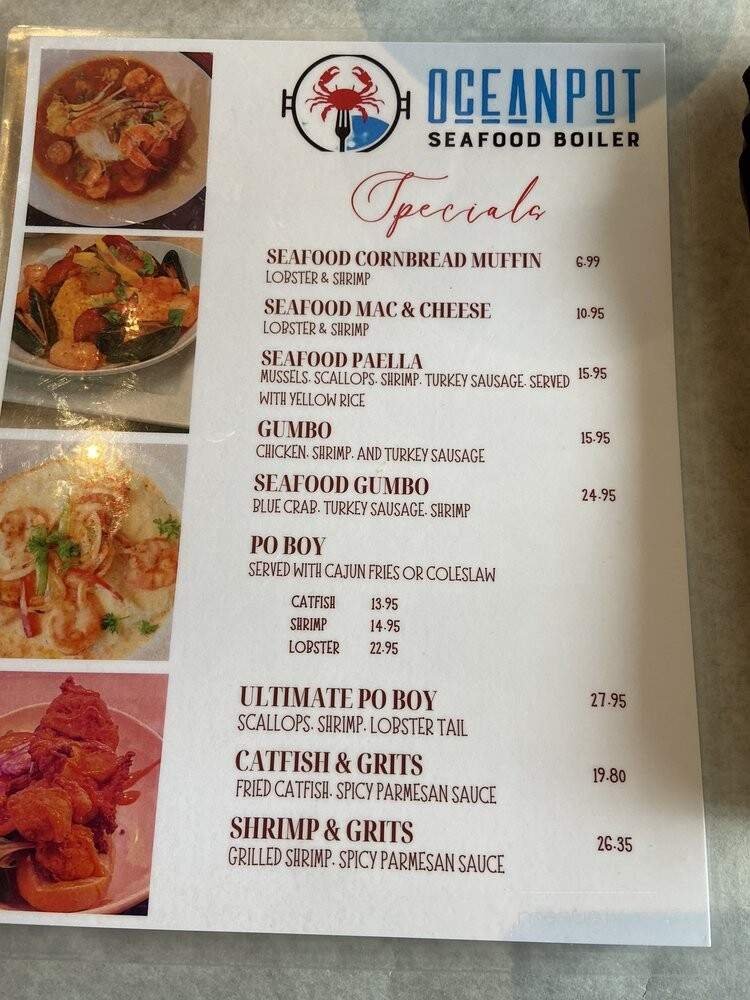 OCEANPOT
SEAFOOD BOILER
Specials
SEAFOOD CORNBREAD MUFFIN 6.99
LOBSTER & SHRIMP
SEAFOOD MAC & CHEESE 10.95
LOBSTER & SHRIMP
SEAFOOD PAELLA 15.95
MUSSELS. SCALLOPS. SHRIMP. TURKEY SAUSAGE. SERVED
WITH YELLOW RICE
GUMBO 15.95
CHICKEN. SHRIMP. AND TURKEY SAUSAGE
SEAFOOD GUMBO 24.95
BLUE CRAB. TURKEY SAUSAGE. SHRIMP
PO BOY
SERVED WITH CAJUN FRIES OR COLESLAW
CATFISH 13.95
SHRIMP 14.95
LOBSTER 22.95
ULTIMATE PO BOY 27.95
SCALLOPS. SHRIMP. LOBSTER TAIL
CATFISH & GRITS 19.80
FRIED CATFISH. SPICY PARMESAN SAUCE
SHRIMP & GRITS 26.35
GRILLED SHRIMP. SPICY PARMESAN SAUCE